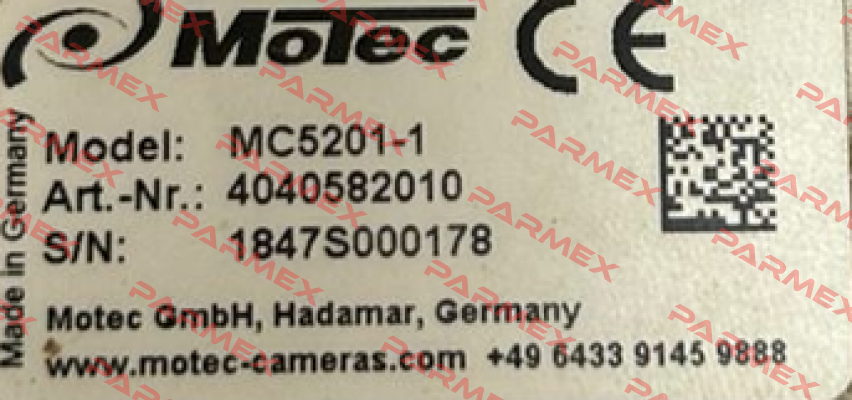 MoTec CE
Made in Germany
Model: MC5201-1
Art.-Nr.: 4040582010
S/N: 1847S000178
Motec GmbH, Hadamar, Germany
www.motec-cameras.com +49 6433 9145 9888
PARMEX